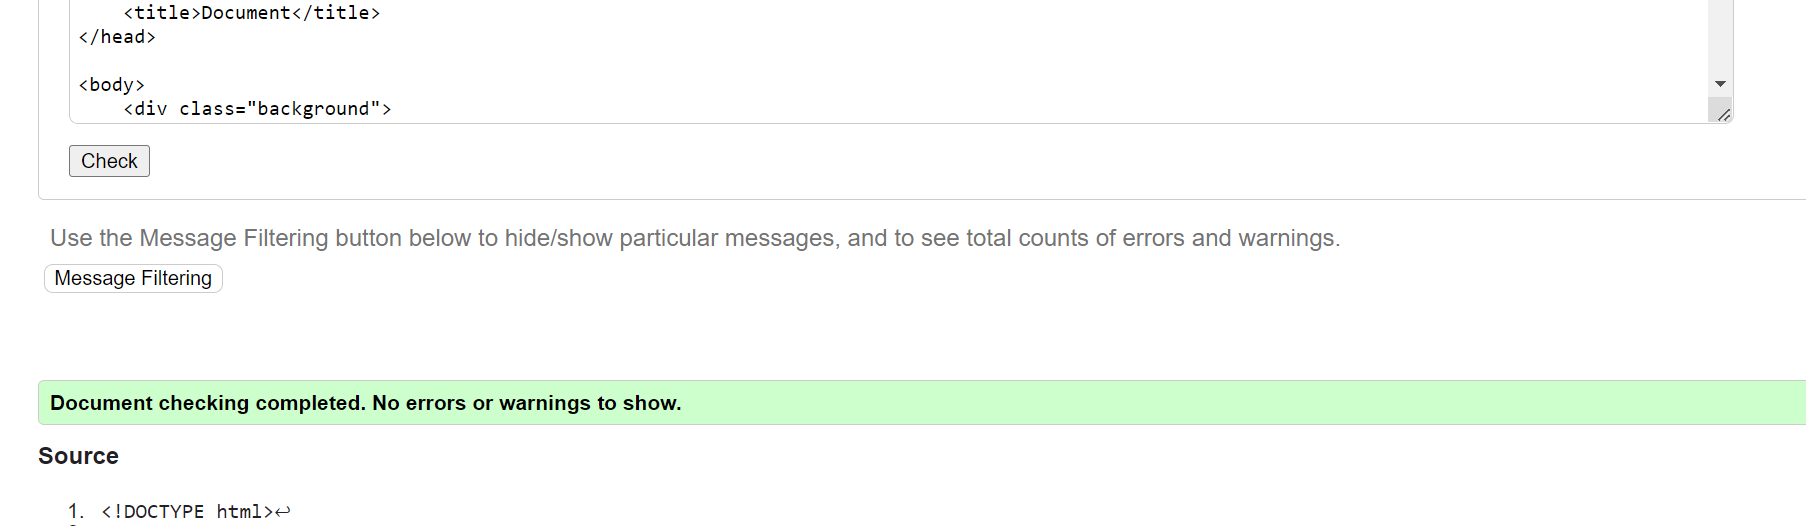 <title>Document</title>
</head>
<body>
<div class="background">
Check
Use the Message Filtering button below to hide/show particular messages, and to see total counts of errors and warnings.
Message Filtering
Document checking completed. No errors or warnings to show.
Source
1. <!DOCTYPE html>↩